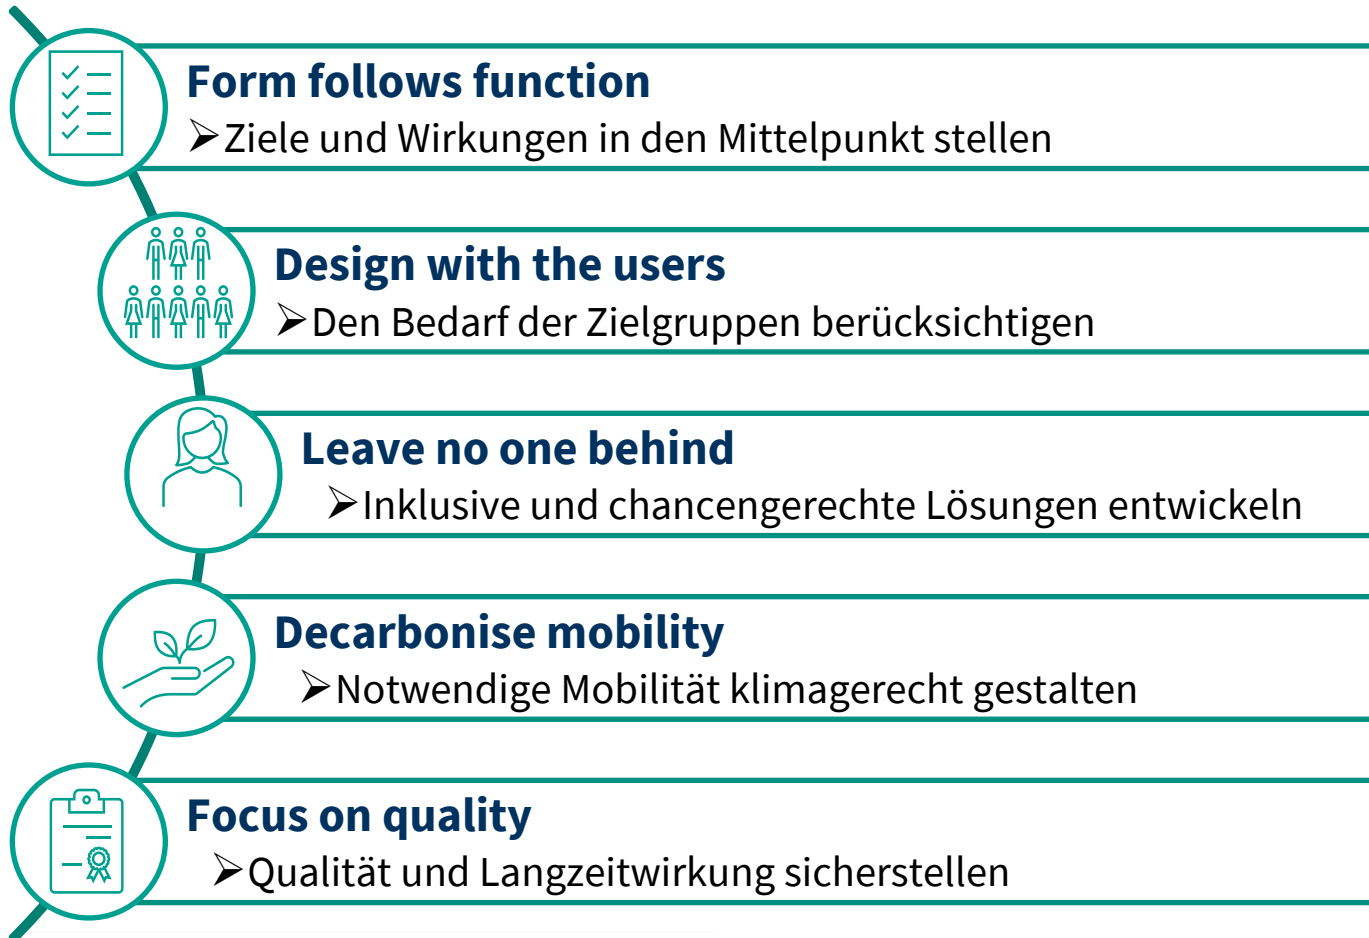 Form follows function
➢Ziele und Wirkungen in den Mittelpunkt stellen
Design with the users
➢Den Bedarf der Zielgruppen berücksichtigen
Leave no one behind
➢Inklusive und chancengerechte Lösungen entwickeln
Decarbonise mobility
➢Notwendige Mobilität klimagerecht gestalten
Focus on quality
➢Qualität und Langzeitwirkung sicherstellen